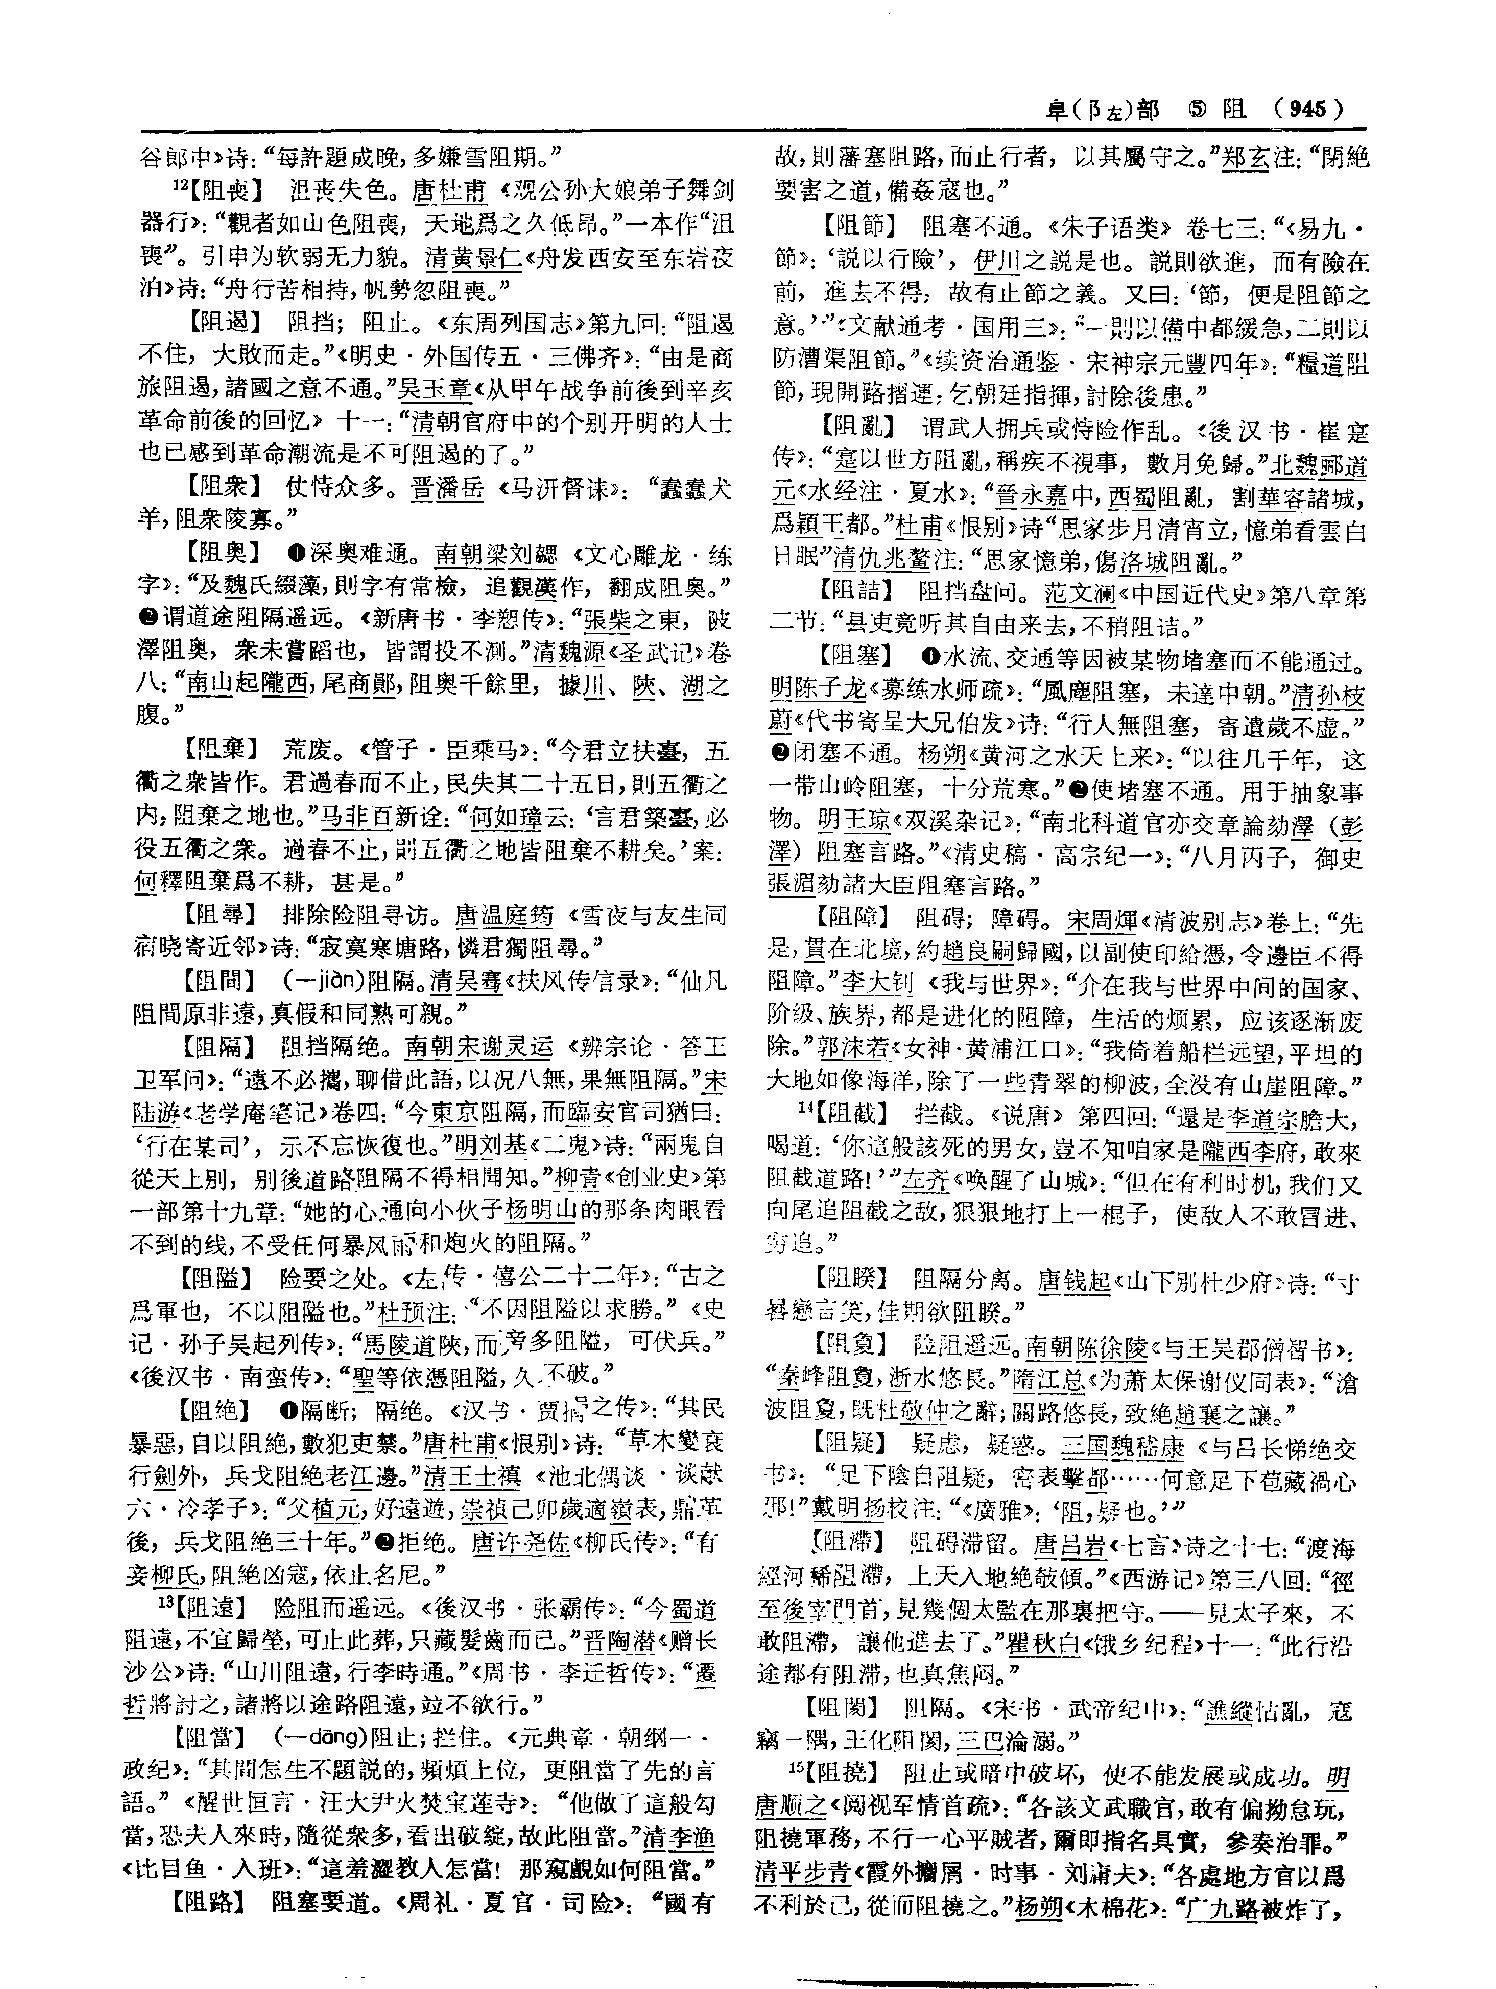 阜(阝左)部　⑤　阻　（945）
谷郎中》诗：“每許題成晚，多嫌雪阻期。”
12【阻喪】　沮丧失色。唐杜甫《观公孙大娘弟子舞剑
器行》：“觀者如山色阻喪，天地爲之久低昂。”一本作“沮
喪”。引申为软弱无力貌。清黄景仁《舟发西安至东岩夜
泊》诗：“舟行苦相持，帆勢忽阻喪。”
【阻遏】　阻挡；阻止。《东周列国志》第九回：“阻遏
不住，大敗而走。”《明史·外国传五·三佛齐》：“由是商
旅阻遏，諸國之意不通。”吴玉章《从甲午战争前後到辛亥
革命前後的回忆》十一：“清朝官府中的个别开明的人士
也已感到革命潮流是不可阻遏的了。”
【阻衆】　仗恃众多。晋潘岳《马汧督诔》：“蠢蠢犬
羊，阻衆陵寡。”
【阻奥】　❶深奥难通。南朝梁刘勰《文心雕龙·练
字》：“及魏氏綴藻，則字有常檢，追觀漢作，翻成阻奥。”
❷谓道途阻隔遥远。《新唐书·李愬传》：“張柴之東，陂
澤阻奥，衆未嘗蹈也，皆謂投不測。”清魏源《圣武记》卷
八：“南山起隴西，尾商鄖，阻奥千餘里，據川、陝、湖之
腹。”
【阻棄】　荒废。《管子·臣乘马》：“今君立扶臺，五
衢之衆皆作。君過春而不止，民失其二十五日，則五衢之
内，阻棄之地也。”马非百新诠：“何如璋云：‘言君築臺，必
役五衢之衆。過春不止，則五衢之地皆阻棄不耕矣。’案：
何釋阻棄爲不耕，甚是。”
【阻尋】　排除险阻寻访。唐温庭筠《雪夜与友生同
宿晓寄近邻》诗：“寂寞寒塘路，憐君獨阻尋。”
【阻間】　（一jiàn）阻隔。清吴骞《扶风传信录》：“仙凡
阻間原非遠，真假和同熟可親。”
【阻隔】　阻挡隔绝。南朝宋谢灵运《辨宗论·答王
卫军问》：“遠不必攜，聊借此語，以況八無，果無阻隔。”宋
陆游《老学庵笔记》卷四：“今東京阻隔，而臨安官司猶曰：
‘行在某司’，示不忘恢復也。”明刘基《二鬼》诗：“兩鬼自
從天上别，别後道路阻隔不得相聞知。”柳青《创业史》第
一部第十九章：“她的心通向小伙子杨明山的那条肉眼看
不到的线，不受任何暴风雨和炮火的阻隔。”
【阻隘】　险要之处。《左传·僖公二十二年》：“古之
爲軍也，不以阻隘也。”杜预注：“不因阻隘以求勝。”《史
记·孙子吴起列传》：“馬陵道陝，而旁多阻隘，可伏兵。”
《後汉书·南蛮传》：“聖等依憑阻隘，久不破。”
【阻绝】　❶隔断；隔绝。《汉书·贾捐之传》：“其民
暴惡，自以阻絶，數犯吏禁。”唐杜甫《恨别》诗：“草木變衰
行劍外，兵戈阻絶老江邊。”清王士禛《池北偶谈·谈献
六·冷孝子》：“父植元，好遠遊，崇禎己卯歲適嶺表，鼎革
後，兵戈阻絶三十年。”❷拒绝。唐许尧佐《柳氏传》：“有
妾柳氏，阻絶凶寇，依止名尼。”
13【阻遠】　险阻而遥远。《後汉书·张霸传》：“今蜀道
阻遠，不宜歸塋，可止此葬，只藏髮齒而已。”晋陶潜《赠长
沙公》诗：“山川阻遠，行李時通。”《周书·李迁哲传》：“遷
哲將討之，諸將以途路阻遠，竝不欲行。”
【阻當】　（一dāng）阻止；拦住。《元典章·朝纲一·
政纪》：“其間怎生不題説的，頻煩上位，更阻當了先的言
語。”《醒世恒言·汪大尹火焚宝莲寺》：“他做了這般勾
當，恐夫人來時，隨從衆多，看出破綻，故此阻當。”清李渔
《比目鱼·入班》：“這羞澀教人怎當！那窺覷如何阻當。”
【阻路】　阻塞要道。《周礼·夏官·司险》：“國有
故，則藩塞阻路，而止行者，以其屬守之。”郑玄注：“閉絶
要害之道，備姦寇也。”
【阻節】　阻塞不通。《朱子语类》卷七三：“《易九·
節》：‘説以行險’，伊川之説是也。説則欲進，而有險在
前，進去不得，故有止節之義。又曰：‘節，便是阻節之
意。’”《文献通考·国用三》：“一則以備中都緩急，二則以
防漕渠阻節。”《续资治通鉴·宋神宗元豐四年》：“糧道阻
節，現開路摺運，乞朝廷指揮，討除後患。”
【阻亂】　谓武人拥兵或恃险作乱。《後汉书·崔寔
传》：“寔以世方阻亂，稱疾不視事，數月免歸。”北魏郦道
元《水经注·夏水》：“晉永嘉中，西蜀阻亂，割華容諸城，
爲穎王都。”杜甫《恨别》诗“思家步月清宵立，憶弟看雲白
日眠”清仇兆鳌注：“思家憶弟，傷洛城阻亂。”
【阻詰】　阻挡盘问。范文澜《中国近代史》第八章第
二节：“县吏竟听其自由来去，不稍阻诘。”
【阻塞】　❶水流、交通等因被某物堵塞而不能通过。
明陈子龙《募练水师疏》：“風塵阻塞，未達中朝。”清孙枝
蔚《代书寄呈大兄伯发》诗：“行人無阻塞，寄遺歲不虚。”
❷闭塞不通。杨朔《黄河之水天上来》：“以往几千年，这
一带山岭阻塞，十分荒寒。”❷使堵塞不通。用于抽象事
物。明王琼《双溪杂记》：“南北科道官亦交章論劾澤（彭
澤）阻塞言路。”《清史稿·高宗纪一》：“八月丙子，御史
張湄劾諸大臣阻塞言路。”
【阻障】　阻碍；障碍。宋周煇《清波别志》卷上：“先
是，貫在北境，約趙良嗣歸國，以副使印給憑，令邊臣不得
阻障。”李大钊《我与世界》：“介在我与世界中间的国家、
阶级、族界，都是进化的阻障，生活的烦累，应该逐渐废
除。”郭沫若《女神·黄浦江口》：“我倚着船栏远望，平坦的
大地如像海洋，除了一些青翠的柳波，全没有山崖阻障。”
14【阻截】　拦截。《说唐》第四回：“還是李道宗膽大，
喝道：‘你這般該死的男女，豈不知咱家是隴西李府，敢來
阻截道路！’”左齐《唤醒了山城》：“但在有利时机，我们又
向尾追阻截之敌，狠狠地打上一棍子，使敌人不敢冒进、
穷追。”
【阻睽】　阻隔分离。唐钱起《山下别杜少府》诗：“寸
晷戀言笑，佳期欲阻睽。”
【阻敻】　险阻遥远。南朝陈徐陵《与王吴郡僧智书》：
“秦峰阻敻，浙水悠長。”隋江总《为萧太保谢仪同表》：“滄
波阻敻，既杜敬仲之辭；關路悠長，致絶趙襄之讓。”
【阻疑】　疑虑，疑惑。三国魏嵇康《与吕长悌绝交
书》：“足下陰自阻疑，密表擊都……何意足下苞藏禍心
邪！”戴明扬校注：“《廣雅》：‘阻，疑也。’”
【阻滯】　阻碍滞留。唐吕岩《七言》诗之十七：“渡海
經河稀阻滯，上天入地絶欹傾。”《西游记》第三八回：“徑
至後宰門首，見幾個太監在那裏把守。——見太子來，不
敢阻滯，讓他進去了。”瞿秋白《饿乡纪程》十一：“此行沿
途都有阻滞，也真焦闷。”
【阻閡】　阻隔。《宋书·武帝纪中》：“譙縱怙亂，寇
竊一隅，王化阻閡，三巴淪溺。”
15【阻撓】　阻止或暗中破坏，使不能发展或成功。明
唐顺之《阅视军情首疏》：“各該文武職官，敢有偏拗怠玩，
阻撓軍務，不行一心平賊者，爾即指名具實，參奏治罪。”
清平步青《霞外攟屑·时事·刘庸夫》：“各處地方官以爲
不利於己，從而阻撓之。”杨朔《木棉花》：“广九路被炸了，